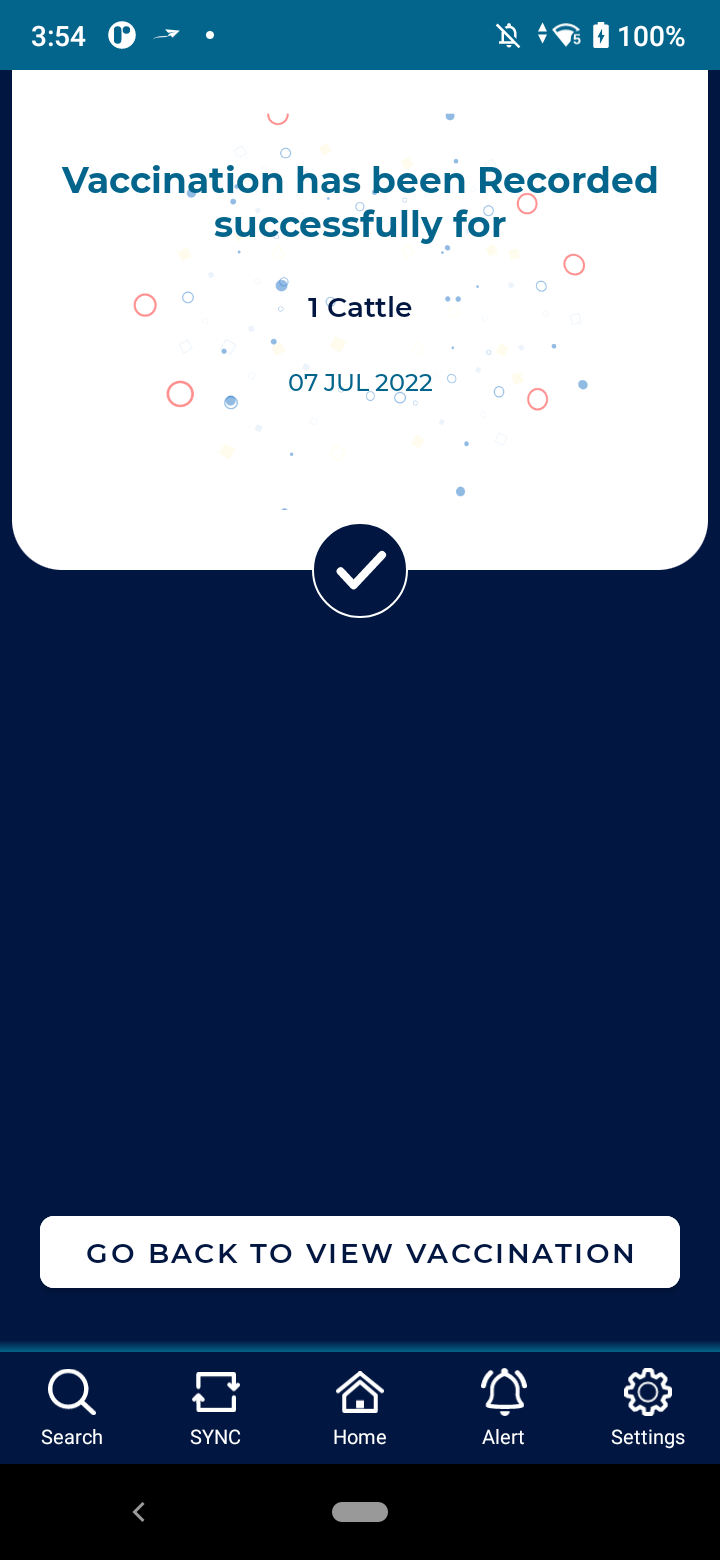 3:54
5
100%
Vaccination has been Recorded
successfully for
1 Cattle
07 JUL 2022
GO BACK TO VIEW VACCINATION
Search
SYNC
Home
Alert
Settings